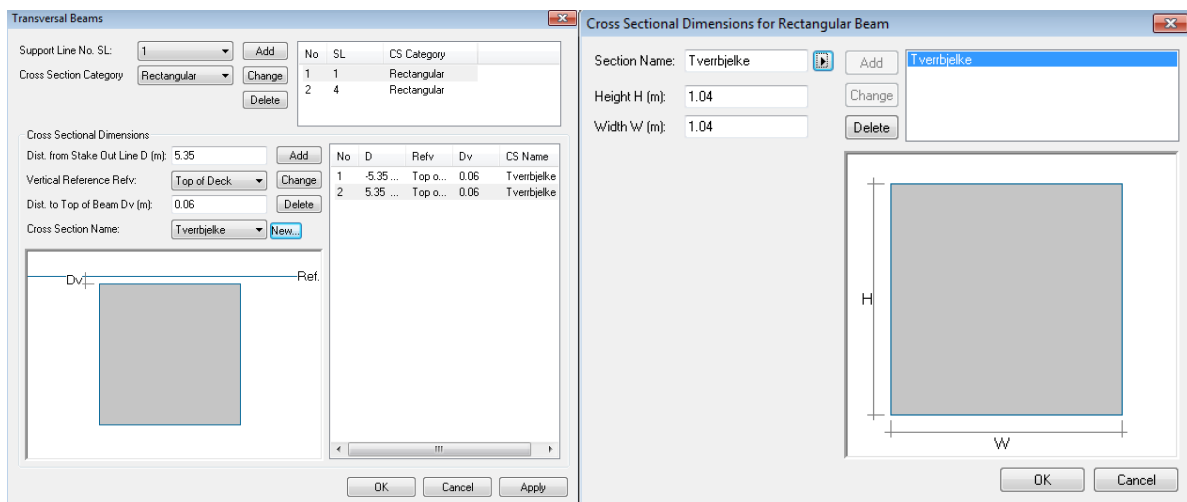 Transversal Beams
Support Line No. SL: 1 Add
Cross Section Category Rectangular Change
Delete
No SL CS Category
1 1 Rectangular
2 4 Rectangular
Cross Sectional Dimensions
Dist. from Stake Out Line D (m): 5.35 Add
Vertical Reference Refv: Top of Deck Change
Dist. to Top of Beam Dv (m): 0.06 Delete
Cross Section Name: Tverrbjelke New...
No D Refv Dv CS Name
1 -5.35 ... Top o... 0.06 Tverrbjelke
2 5.35 ... Top o... 0.06 Tverrbjelke
Dv Ref.
OK Cancel Apply
Cross Sectional Dimensions for Rectangular Beam
Section Name: Tverrbjelke Add
Height H (m): 1.04 Change
Width W (m): 1.04 Delete
Tverrbjelke
H
W
OK Cancel